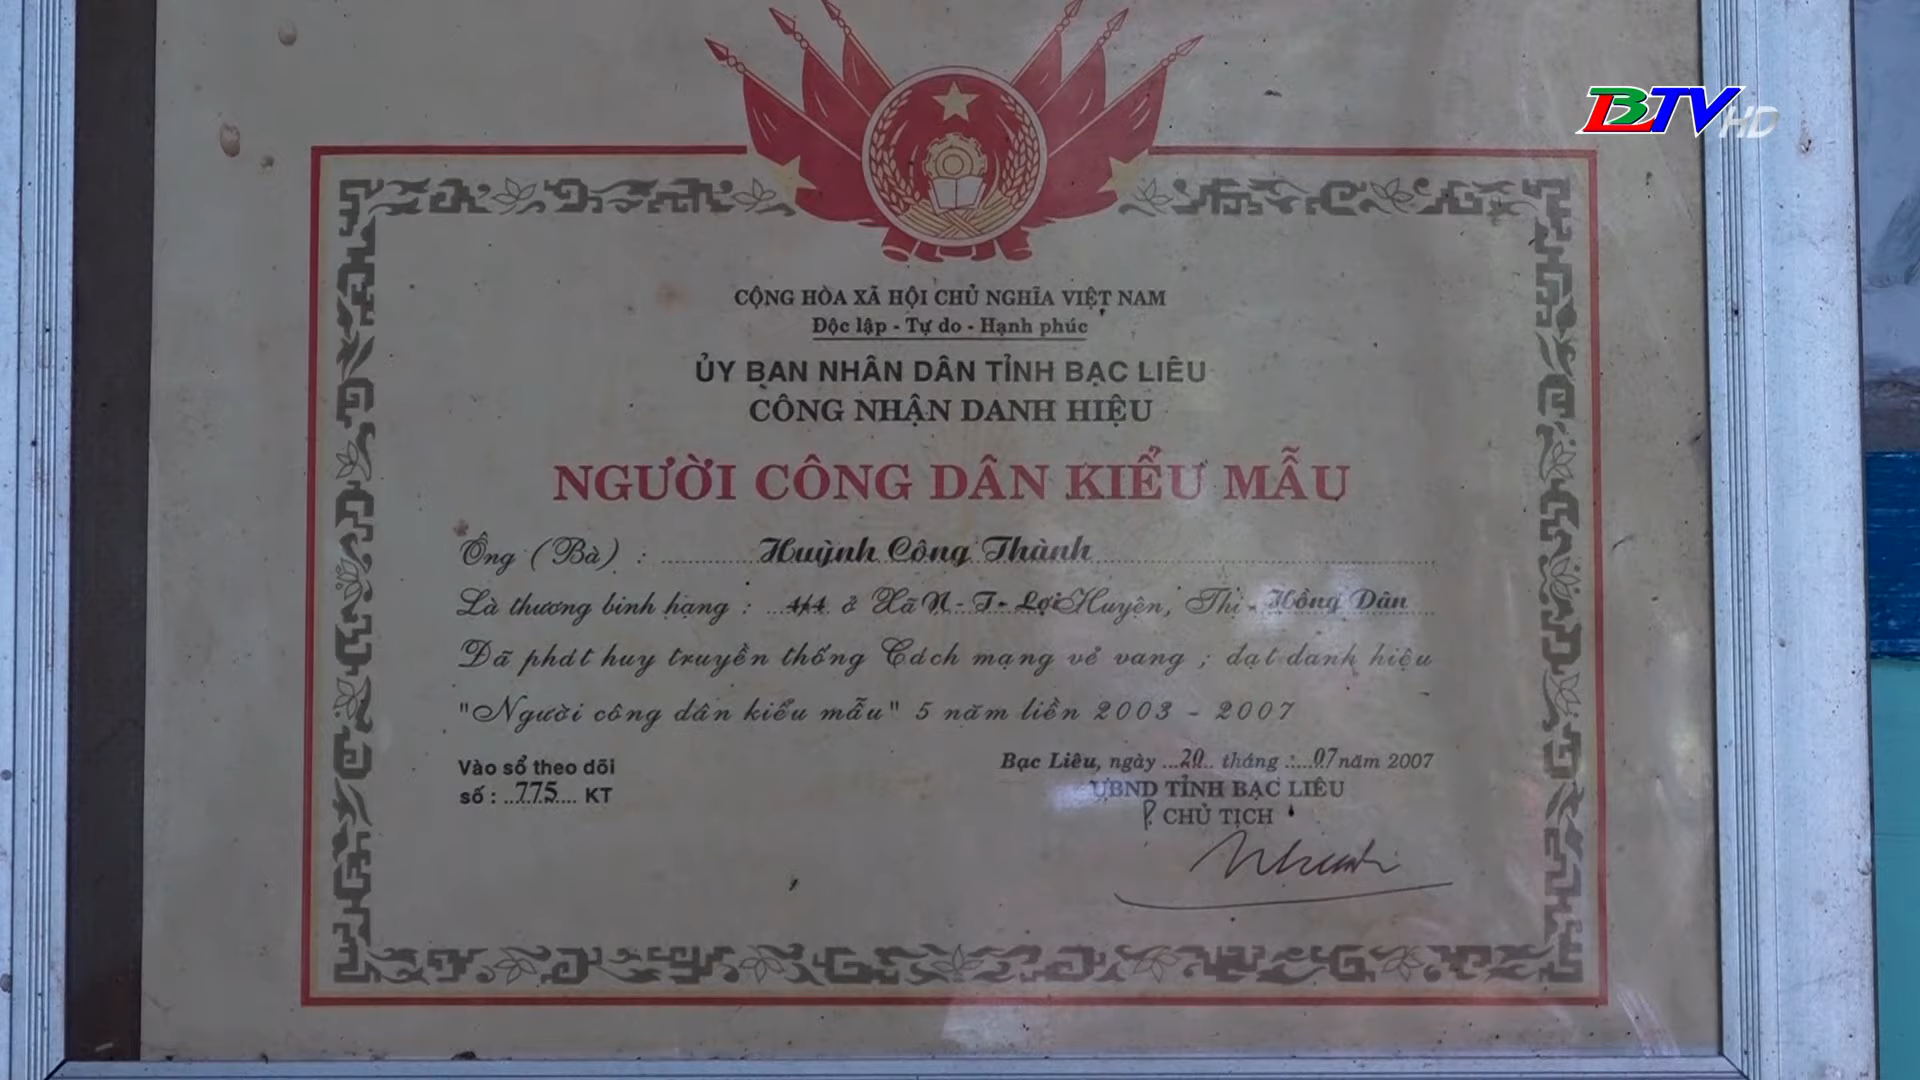 BTV HD
CỘNG HÒA XÃ HỘI CHỦ NGHĨA VIỆT NAM
Độc lập - Tự do - Hạnh phúc
ỦY BAN NHÂN DÂN TỈNH BẠC LIÊU
CÔNG NHẬN DANH HIỆU
NGƯỜI CÔNG DÂN KIỂU MẪU
Ông (Bà) : Huỳnh Công Thành
Là thương binh hạng : 4/4 ở Xã N-T-Lợi Huyện, Thị Hồng Dân
Đã phát huy truyền thống Cách mạng vẻ vang ; đạt danh hiệu
"Người công dân kiểu mẫu" 5 năm liền 2003 - 2007
Vào sổ theo dõi
số : 775 KT
Bạc Liêu, ngày 20 tháng 07 năm 2007
UBND TỈNH BẠC LIÊU
P. CHỦ TỊCH